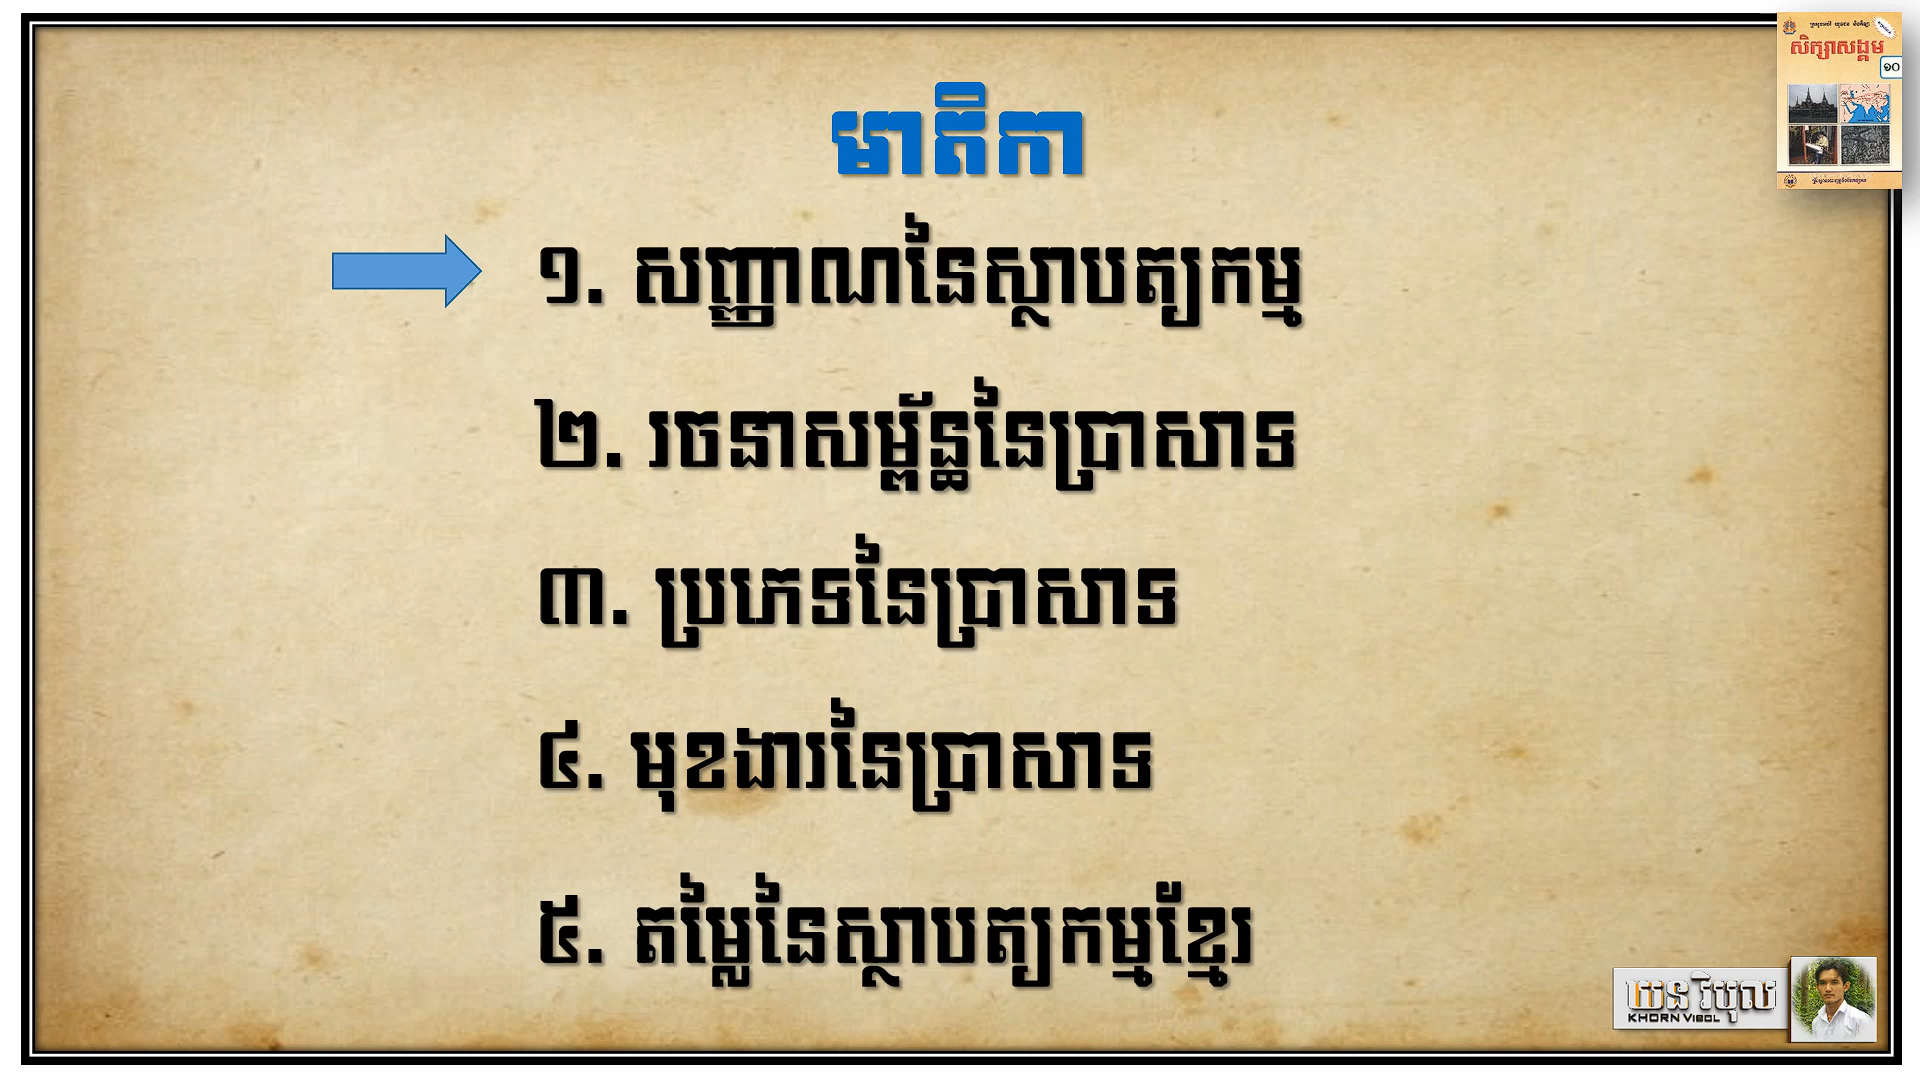 សិក្សាសង្គម
១០
មាតិកា
១. សញ្ញាណនៃស្ថាបត្យកម្ម
២. រចនាសម្ព័ន្ធនៃប្រាសាទ
៣. ប្រភេទនៃប្រាសាទ
៤. មុខងារនៃប្រាសាទ
៥. តម្លៃនៃស្ថាបត្យកម្មខ្មែរ
ឃន វិបុល
KHORN VIBOL